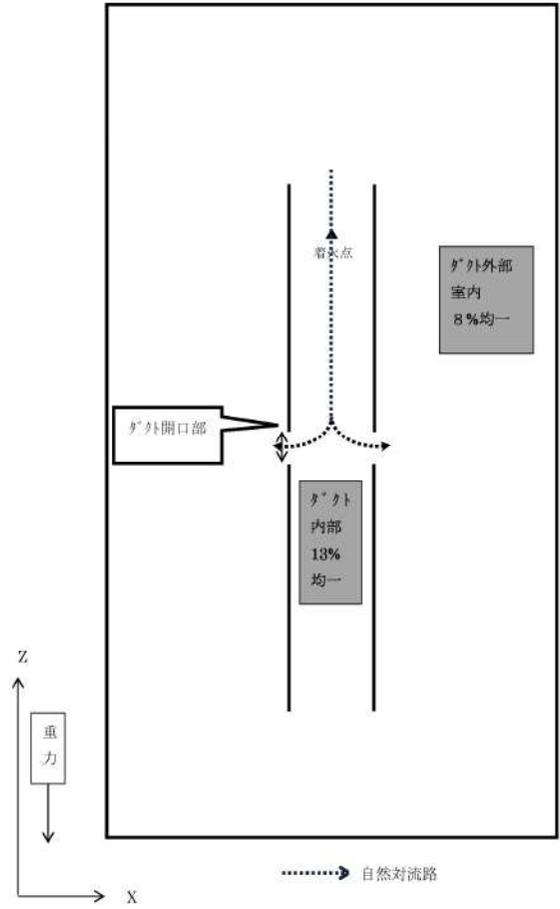 着火点
ダクト外部
室内
８%均一
ダクト開口部
ダクト
内部
13%
均一
Z
重
力
自然対流路
X